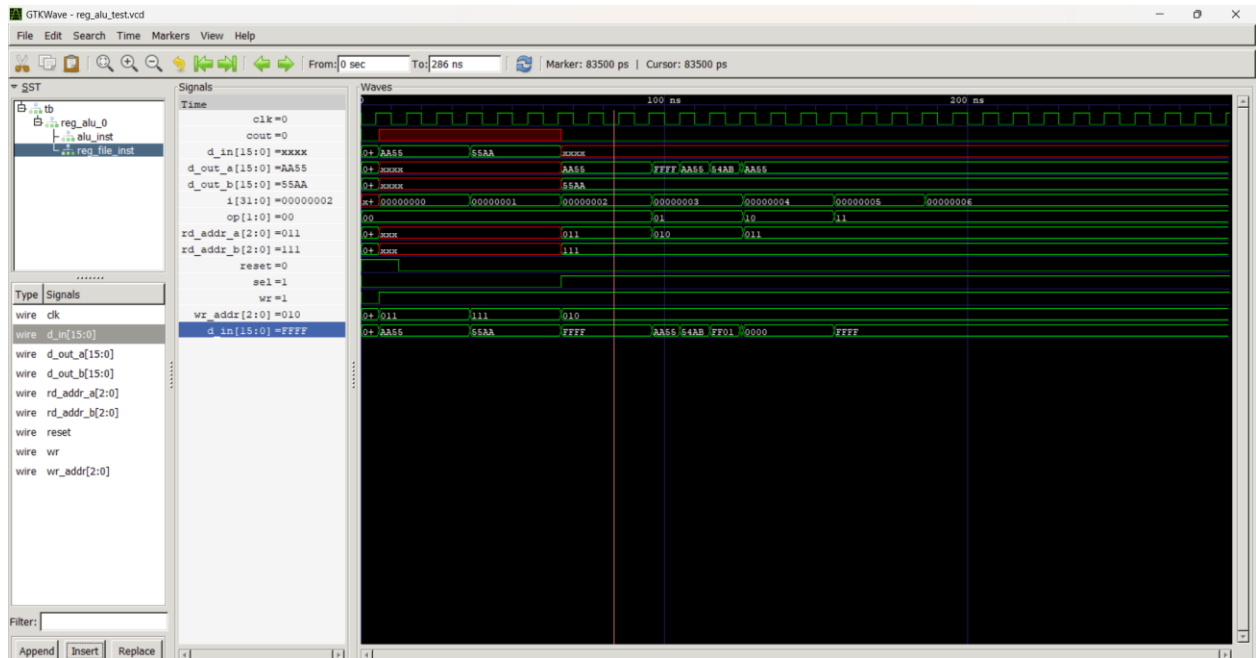 GTKWave - reg_alu_test.vcd
File Edit Search Time Markers View Help
From: 0 sec To: 286 ns Marker: 83500 ps | Cursor: 83500 ps
SST
tb
reg_alu_0
alu_inst
reg_file_inst
Type Signals
wire clk
wire d_in[15:0]
wire d_out_a[15:0]
wire d_out_b[15:0]
wire rd_addr_a[2:0]
wire rd_addr_b[2:0]
wire reset
wire wr
wire wr_addr[2:0]
Filter:
Append Insert Replace
Signals
Time
clk=0
cout=0
d_in[15:0]=xxxx
d_out_a[15:0]=AA55
d_out_b[15:0]=55AA
i[31:0]=00000002
op[1:0]=00
rd_addr_a[2:0]=011
rd_addr_b[2:0]=111
reset=0
sel=1
wr=1
wr_addr[2:0]=010
d_in[15:0]=FFFF
Waves
100 ns 200 ns
0+ AA55 55AA xxxx
0+ xxxx AA55 FFFF AA55 54AB AA55
0+ xxxx 55AA
x+ 00000000 00000001 00000002 00000003 00000004 00000005 00000006
00 01 10 11
0+ xxx 011 010 011
0+ xxx 111
0+ 011 111 010
0+ AA55 55AA FFFF AA55 54AB FF01 0000 FFFF